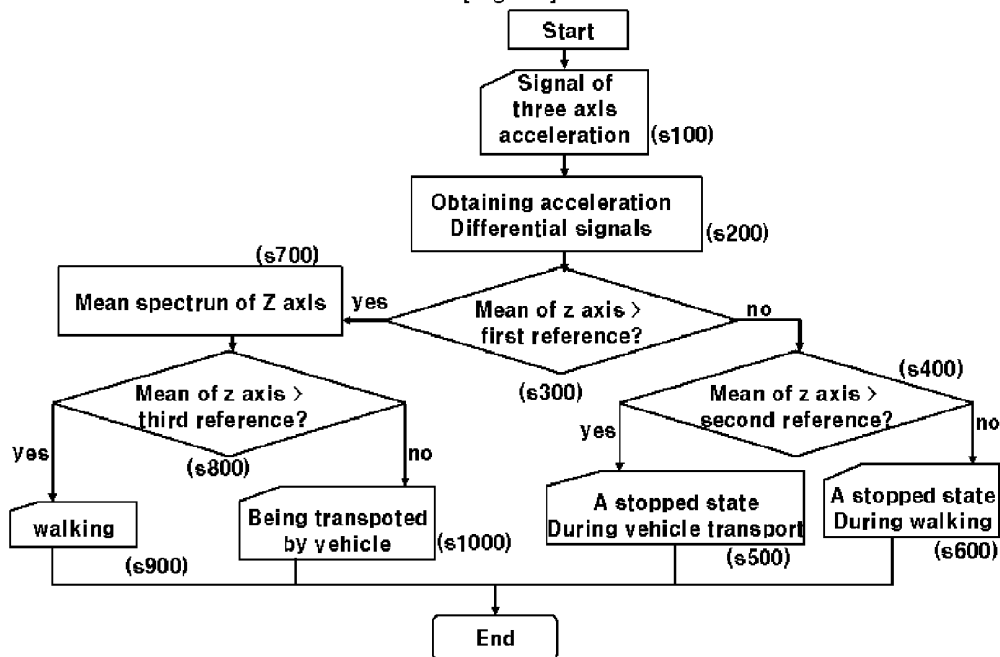 Start
Signal of
three axis
acceleration
(s100)
Obtaining acceleration
Differential signals
(s200)
(s700)
Mean spectrun of Z axis
yes
Mean of z axis >
first reference?
no
(s300)
(s400)
Mean of z axis >
third reference?
Mean of z axis >
second reference?
yes
(s800)
no
yes
no
walking
(s900)
Being transpoted
by vehicle
(s1000)
A stopped state
During vehicle transport
(s500)
A stopped state
During walking
(s600)
End